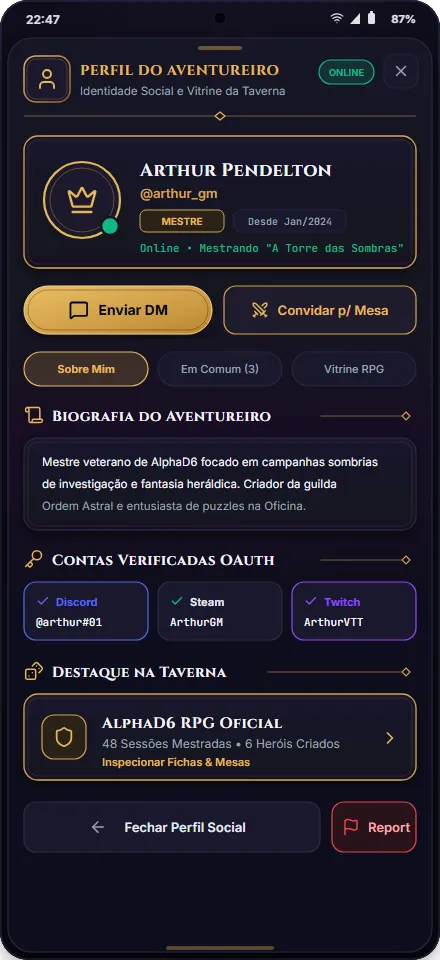 22:47
87%
PERFIL DO AVENTUREIRO
ONLINE
Identidade Social e Vitrine da Taverna
Arthur Pendelton
@arthur_gm
MESTRE
Desde Jan/2024
Online • Mestrando "A Torre das Sombras"
Enviar DM
Convidar p/ Mesa
Sobre Mim
Em Comum (3)
Vitrine RPG
Biografia do Aventureiro
Mestre veterano de AlphaD6 focado em campanhas sombrias
de investigação e fantasia heráldica. Criador da guilda
Ordem Astral e entusiasta de puzzles na Oficina.
Contas Verificadas OAuth
Discord
@arthur#01
Steam
ArthurGM
Twitch
ArthurVTT
Destaque na Taverna
AlphaD6 RPG Oficial
48 Sessões Mestradas • 6 Heróis Criados
Inspecionar Fichas & Mesas
Fechar Perfil Social
Report